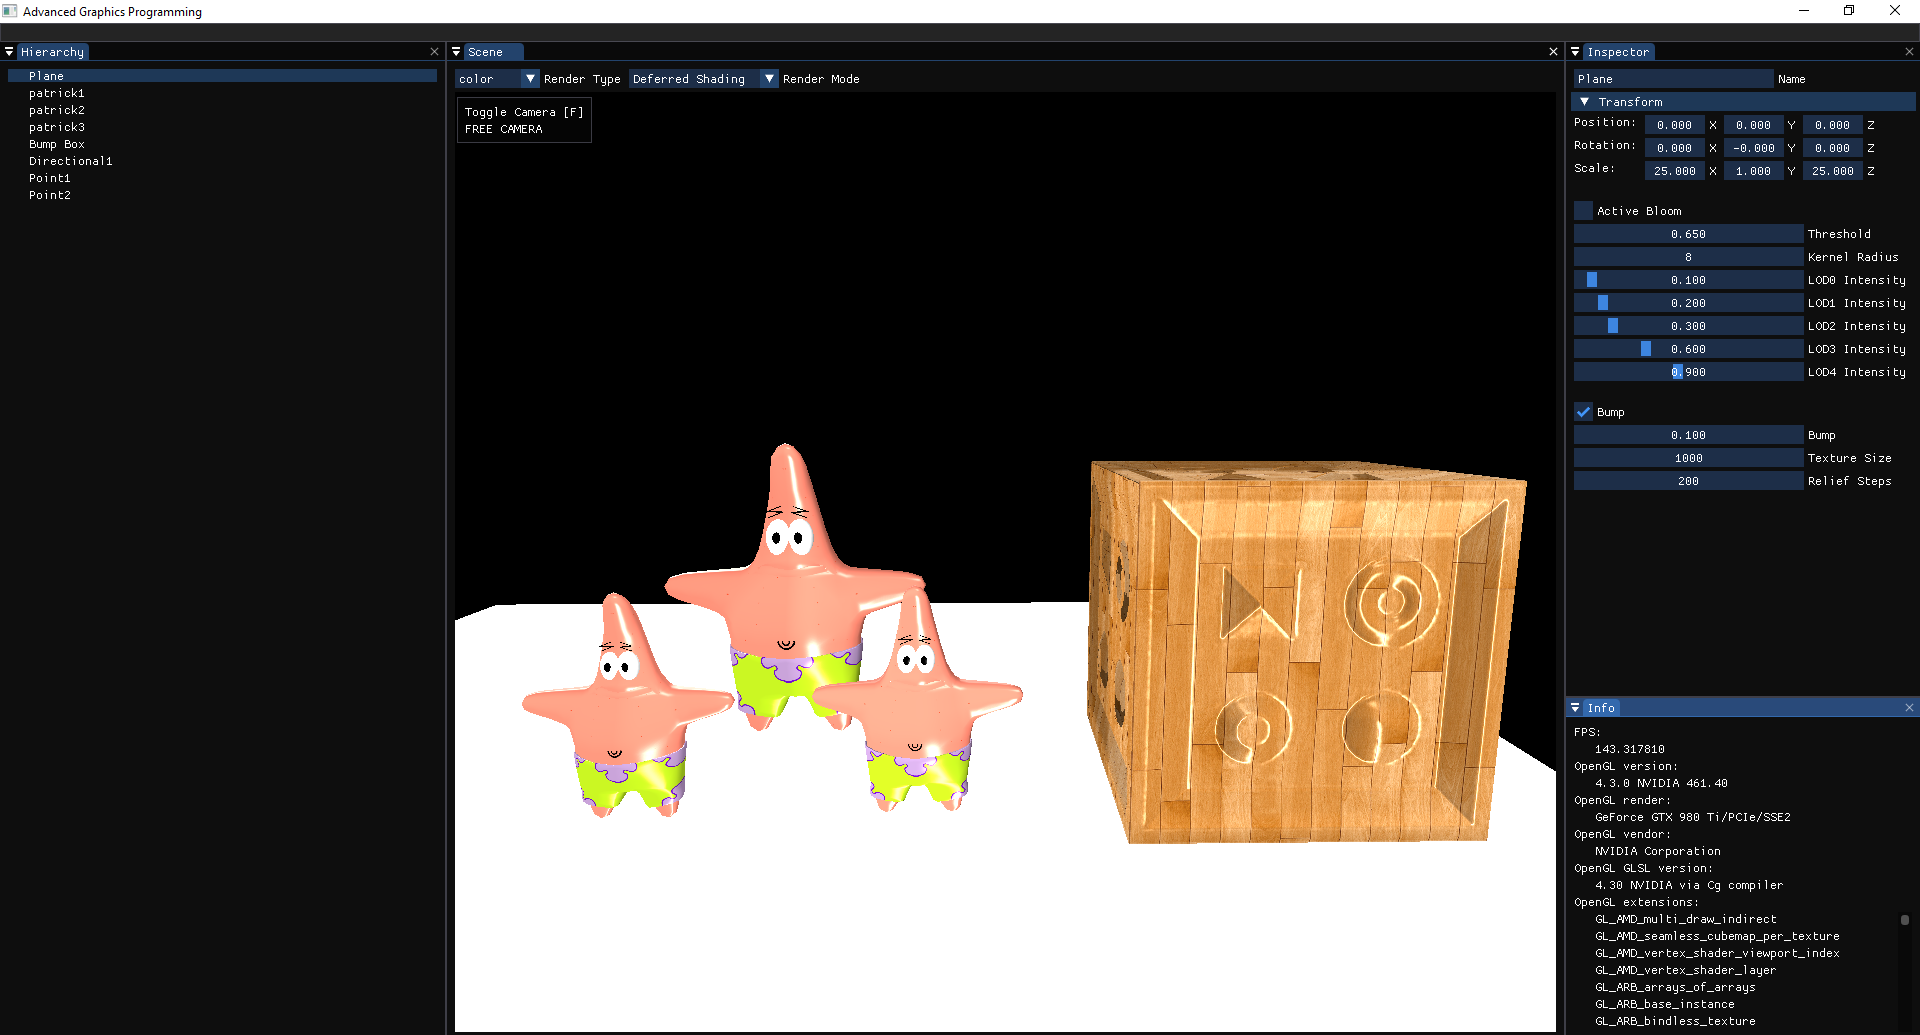 Advanced Graphics Programming
Hierarchy
Plane
patrick1
patrick2
patrick3
Bump Box
Directional1
Point1
Point2
Scene
color Render Type Deferred Shading Render Mode
Toggle Camera [F]
FREE CAMERA
Inspector
Plane Name
Transform
Position: 0.000 X 0.000 Y 0.000 Z
Rotation: 0.000 X -0.000 Y 0.000 Z
Scale: 25.000 X 1.000 Y 25.000 Z
Active Bloom
0.650 Threshold
8 Kernel Radius
0.100 LOD0 Intensity
0.200 LOD1 Intensity
0.300 LOD2 Intensity
0.600 LOD3 Intensity
0.900 LOD4 Intensity
Bump
0.100 Bump
1000 Texture Size
200 Relief Steps
Info
FPS:
143.317810
OpenGL version:
4.3.0 NVIDIA 461.40
OpenGL render:
GeForce GTX 980 Ti/PCIe/SSE2
OpenGL vendor:
NVIDIA Corporation
OpenGL GLSL version:
4.30 NVIDIA via Cg compiler
OpenGL extensions:
GL_AMD_multi_draw_indirect
GL_AMD_seamless_cubemap_per_texture
GL_AMD_vertex_shader_viewport_index
GL_AMD_vertex_shader_layer
GL_ARB_arrays_of_arrays
GL_ARB_base_instance
GL_ARB_bindless_texture